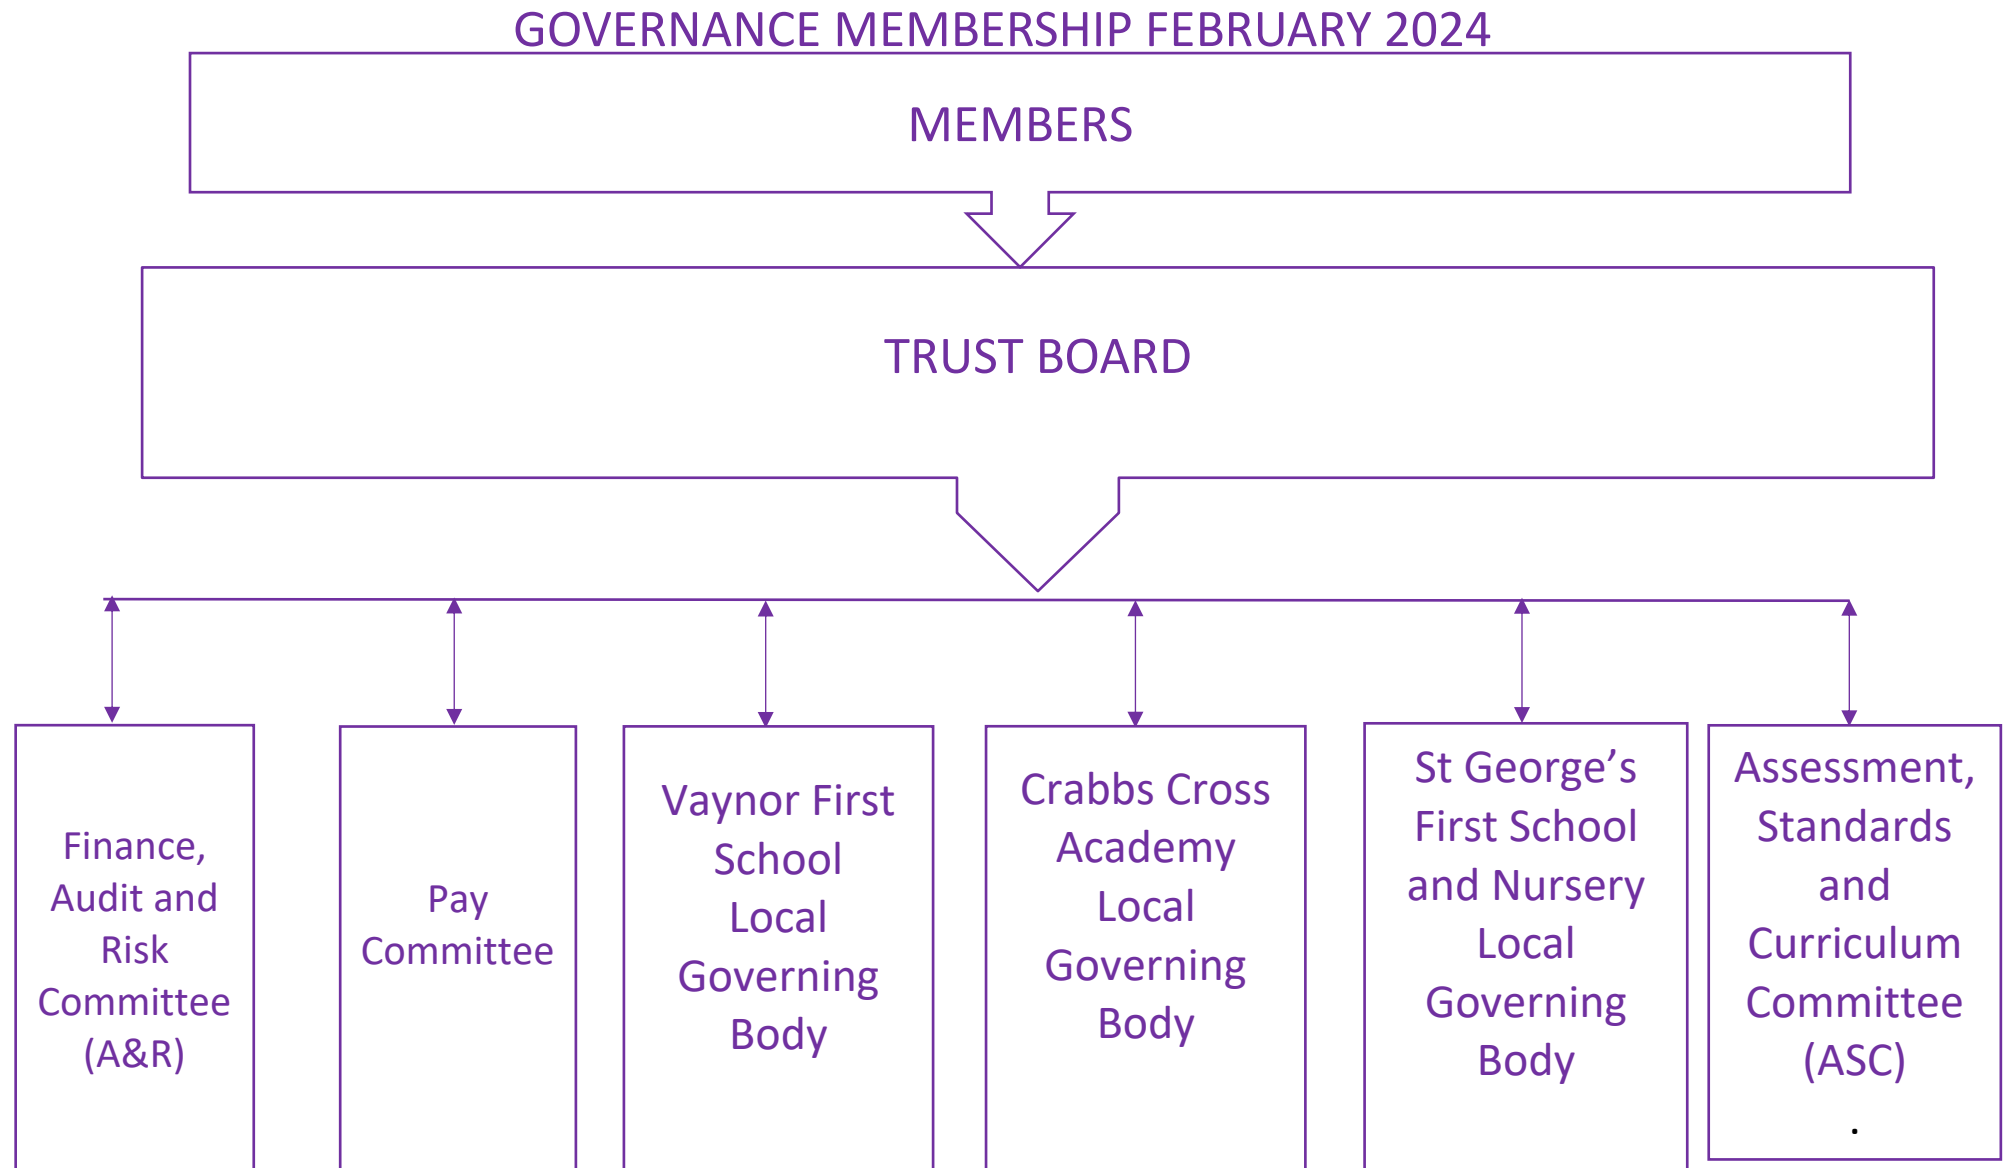 GOVERNANCE MEMBERSHIP FEBRUARY 2024
MEMBERS
TRUST BOARD
Finance,
Audit and
Risk
Committee
(A&R)
Pay
Committee
Vaynor First
School
Local
Governing
Body
Crabbs Cross
Academy
Local
Governing
Body
St George’s
First School
and Nursery
Local
Governing
Body
Assessment,
Standards
and
Curriculum
Committee
(ASC)
.